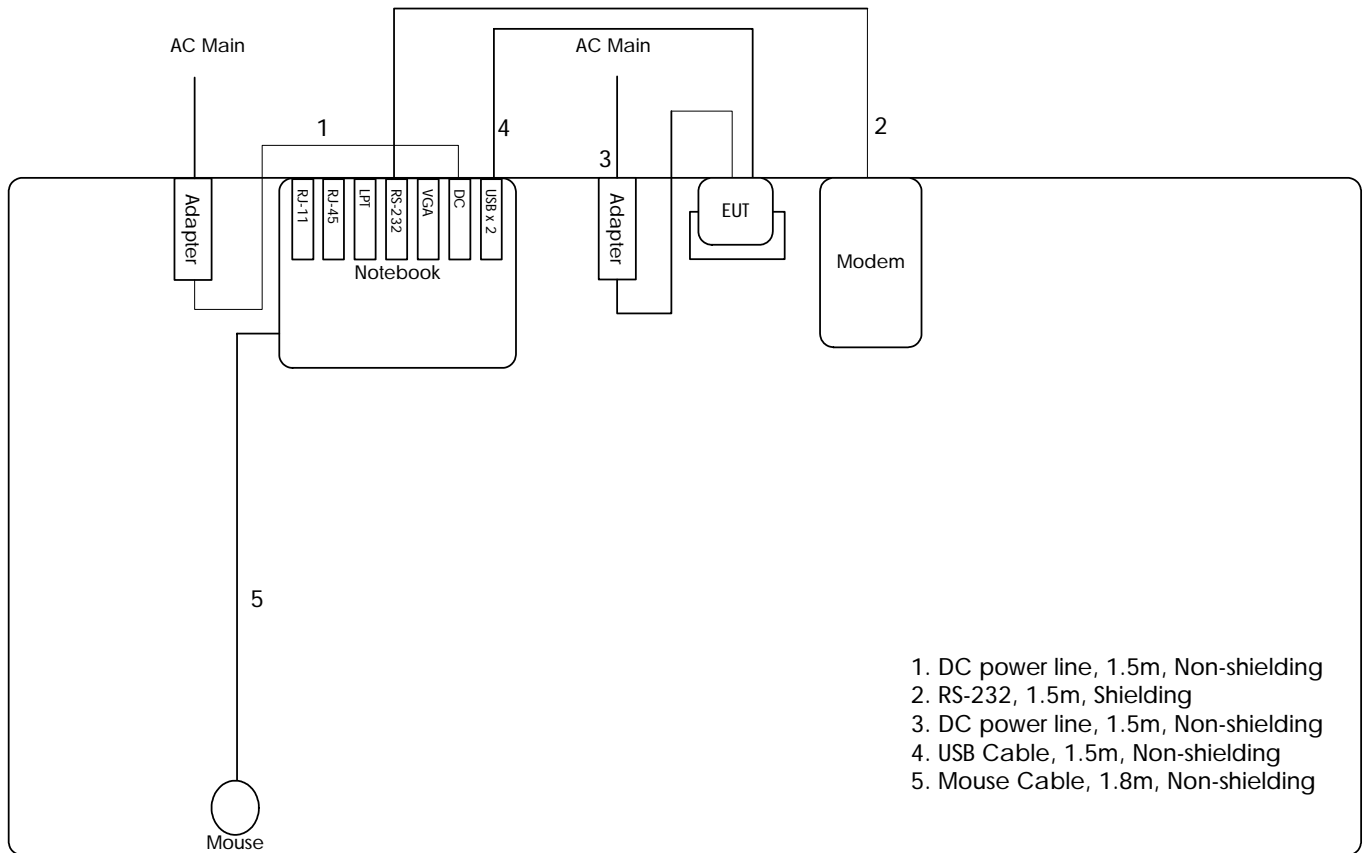 AC Main
AC Main
1
4
2
3
Adapter
RJ-11
RJ-45
LPT
RS-232
VGA
DC
USB x 2
Notebook
Adapter
EUT
Modem
5
1. DC power line, 1.5m, Non-shielding
2. RS-232, 1.5m, Shielding
3. DC power line, 1.5m, Non-shielding
4. USB Cable, 1.5m, Non-shielding
5. Mouse Cable, 1.8m, Non-shielding
Mouse